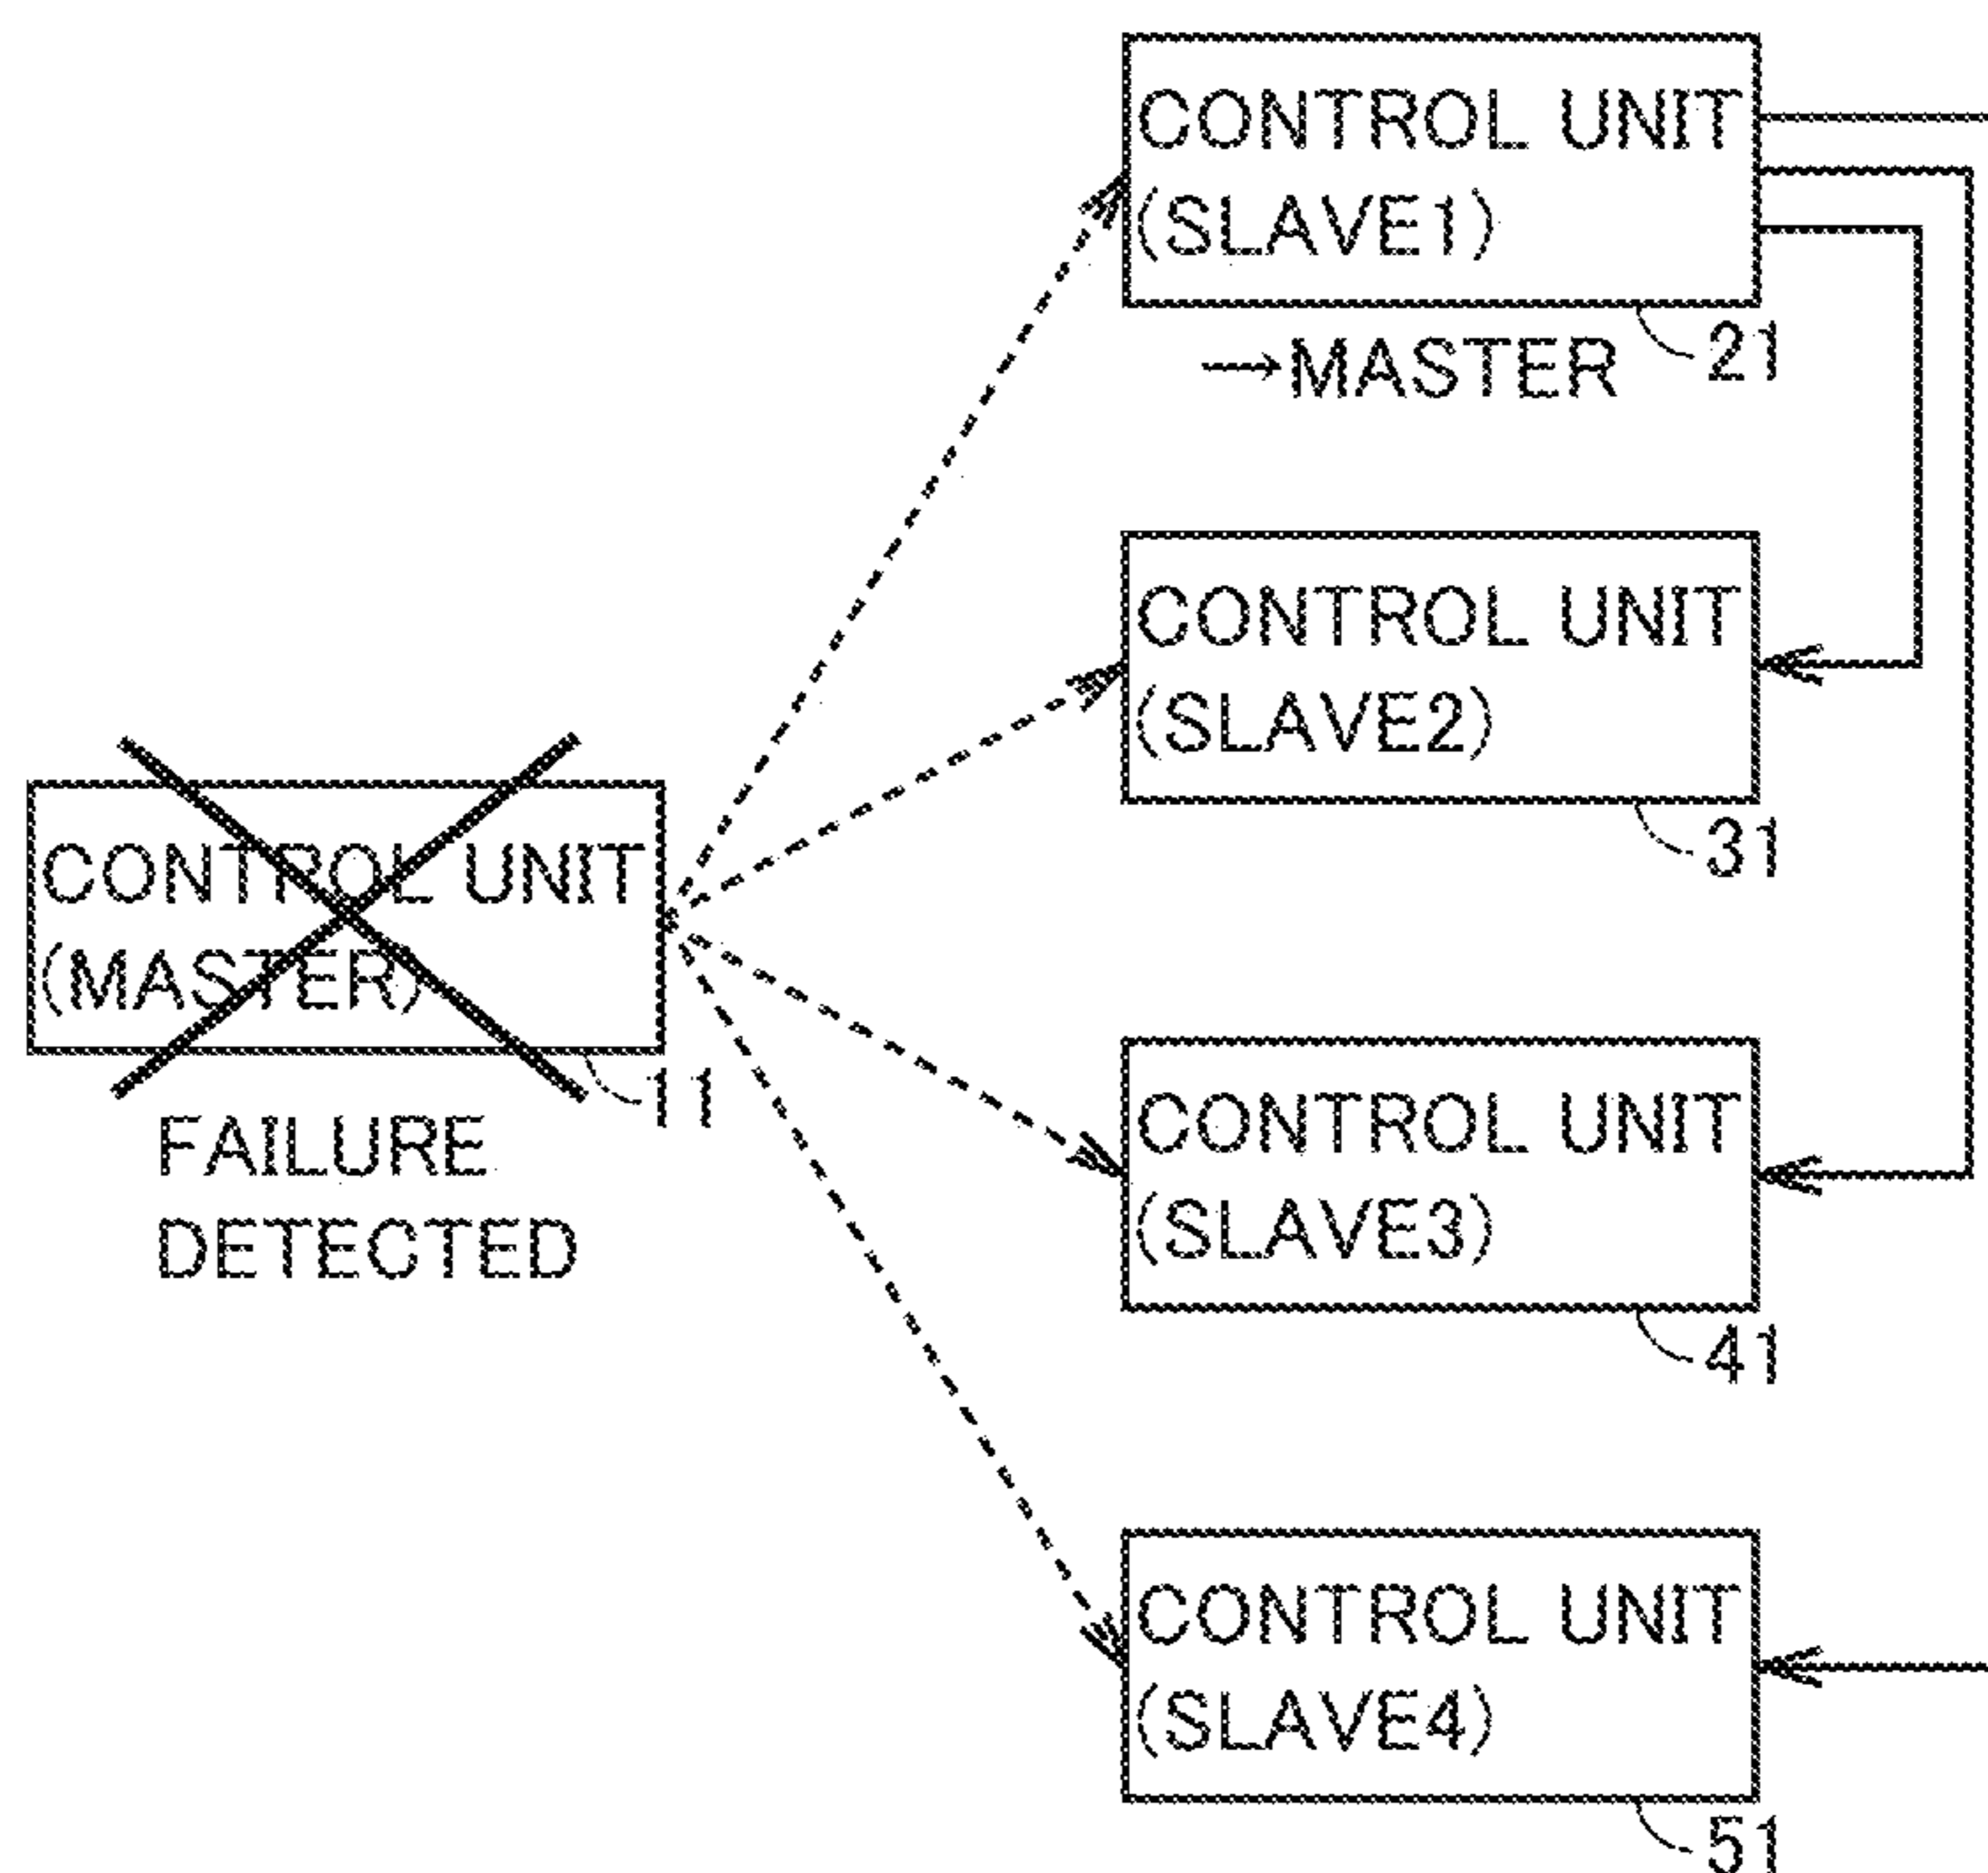 CONTROL UNIT
(SLAVE1)
21
→MASTER
CONTROL UNIT
(SLAVE2)
31
CONTROL UNIT
(MASTER)
11
FAILURE
DETECTED
CONTROL UNIT
(SLAVE3)
41
CONTROL UNIT
(SLAVE4)
51